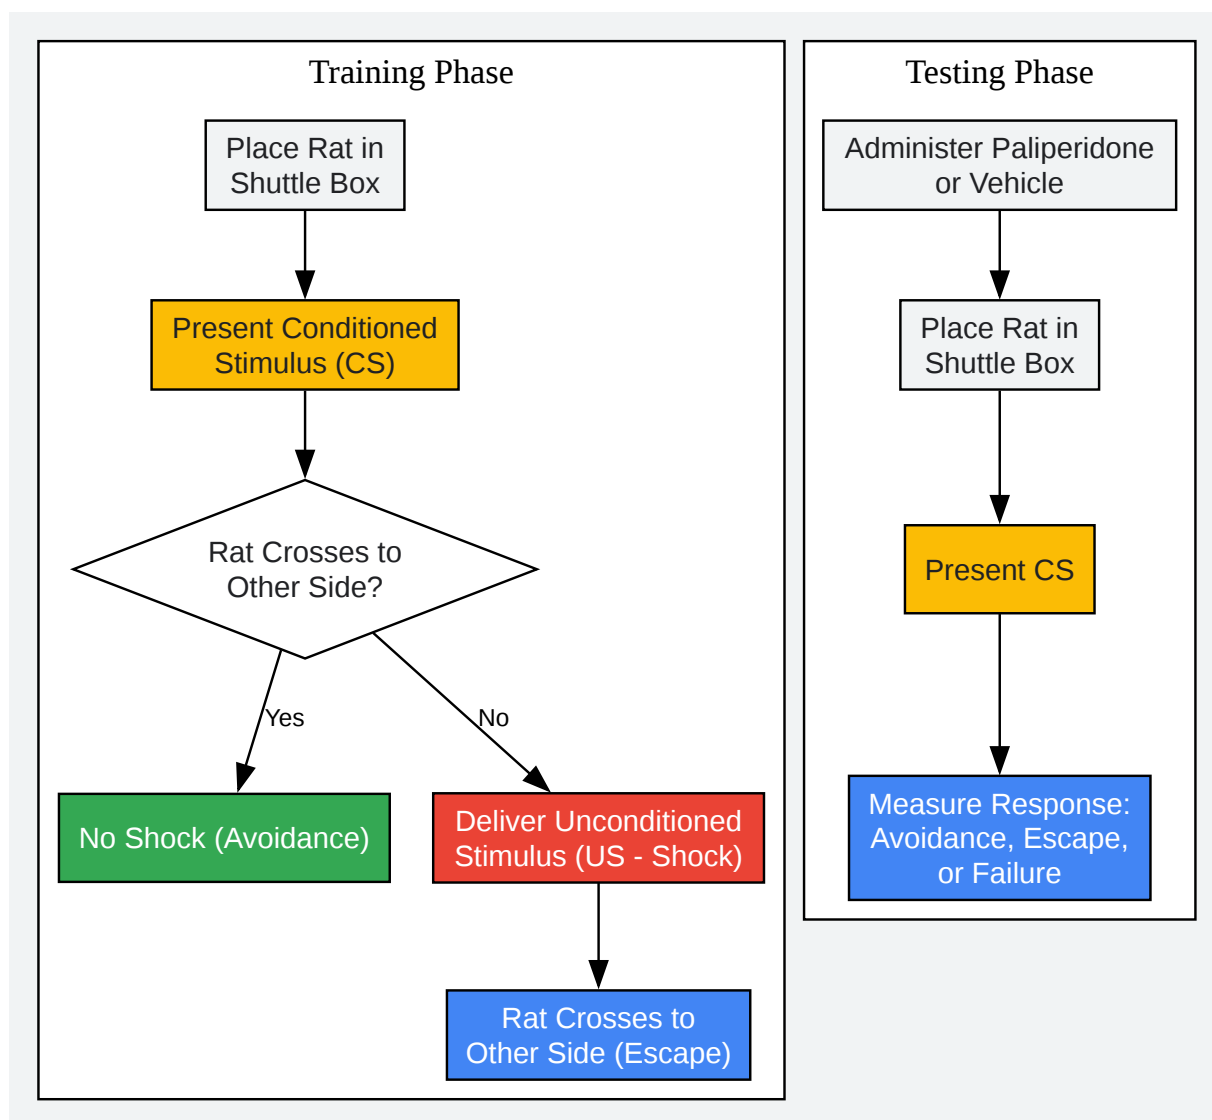 Training Phase
Place Rat in
Shuttle Box
Present Conditioned
Stimulus (CS)
Rat Crosses to
Other Side?
Yes
No
No Shock (Avoidance)
Deliver Unconditioned
Stimulus (US - Shock)
Rat Crosses to
Other Side (Escape)
Testing Phase
Administer Paliperidone
or Vehicle
Place Rat in
Shuttle Box
Present CS
Measure Response:
Avoidance, Escape,
or Failure